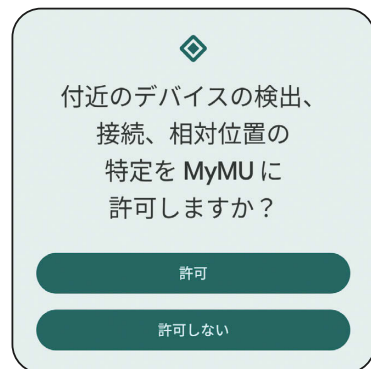 付近のデバイスの検出、
接続、相対位置の
特定を MyMU に
許可しますか？
許可
許可しない